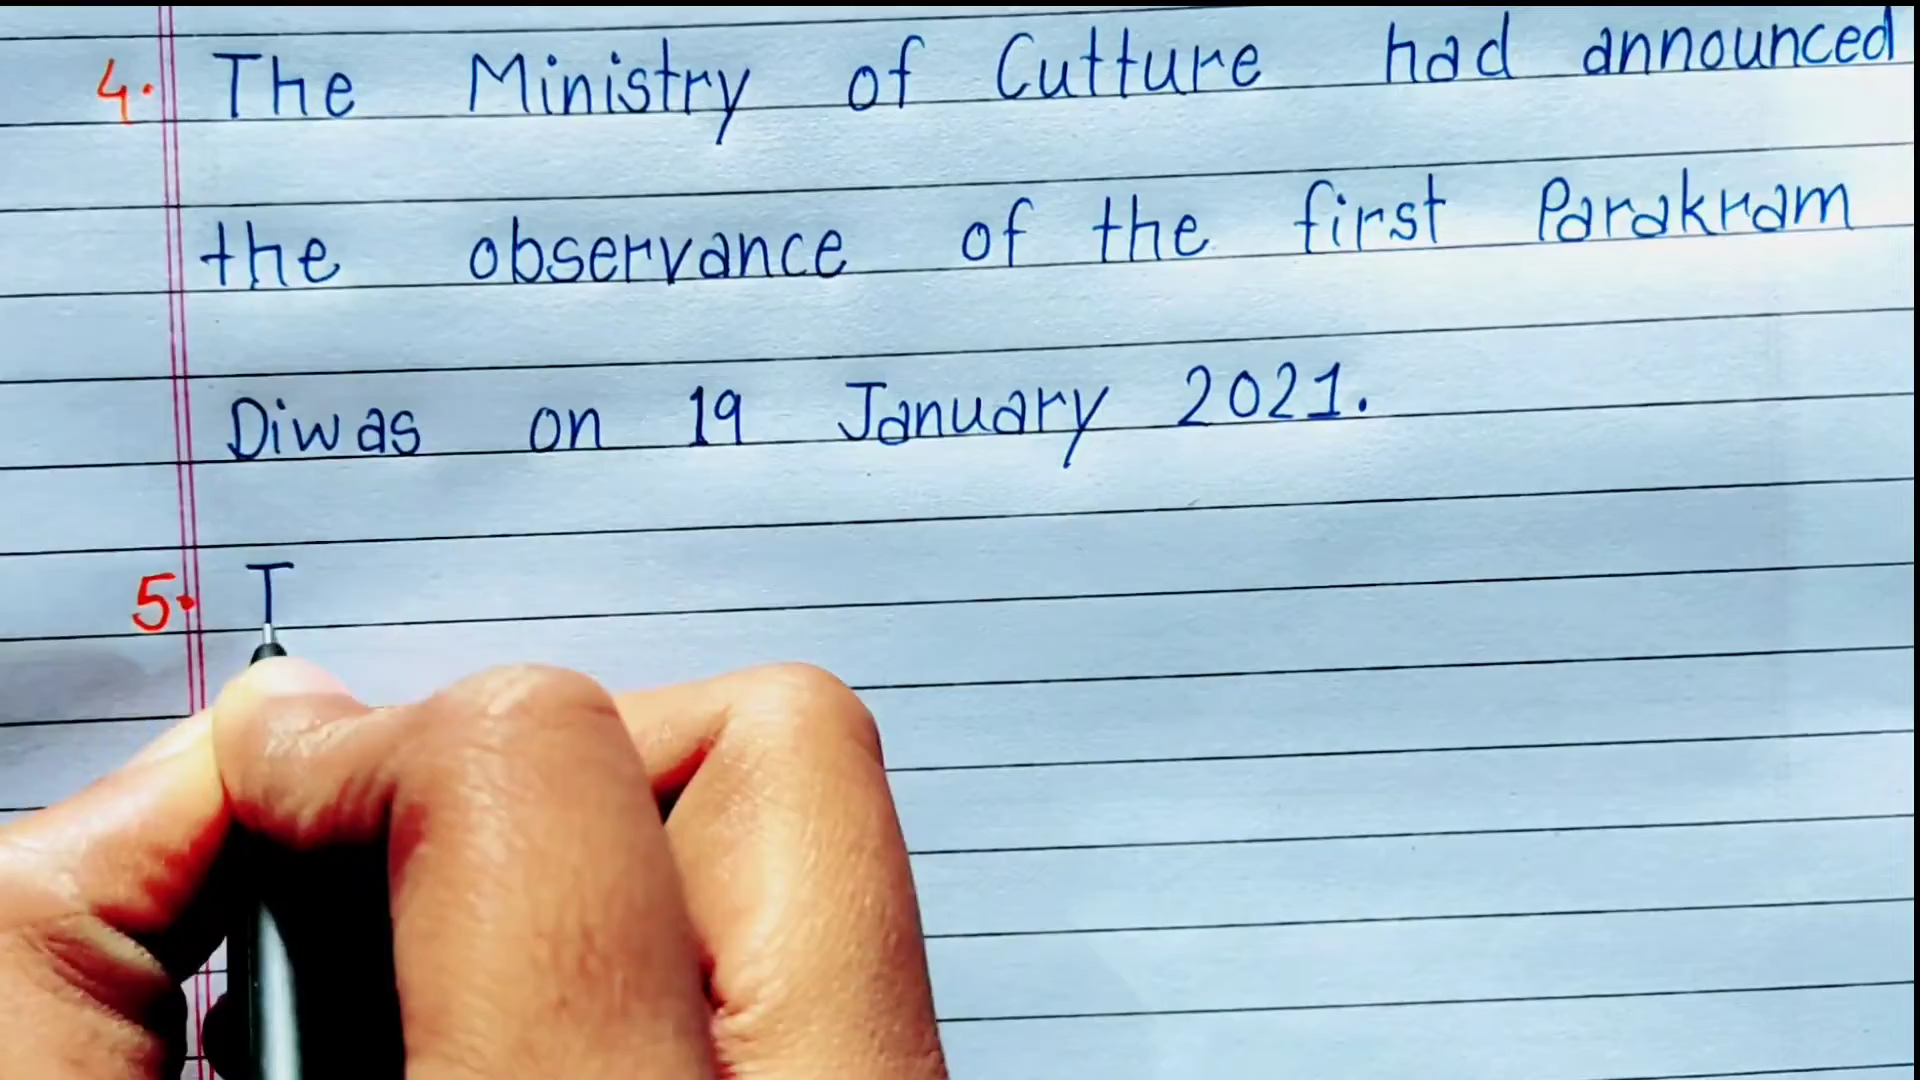 4. The Ministry of Cutture had announced
the observance of the first Parakram
Diwas on 19 January 2021.
5. T